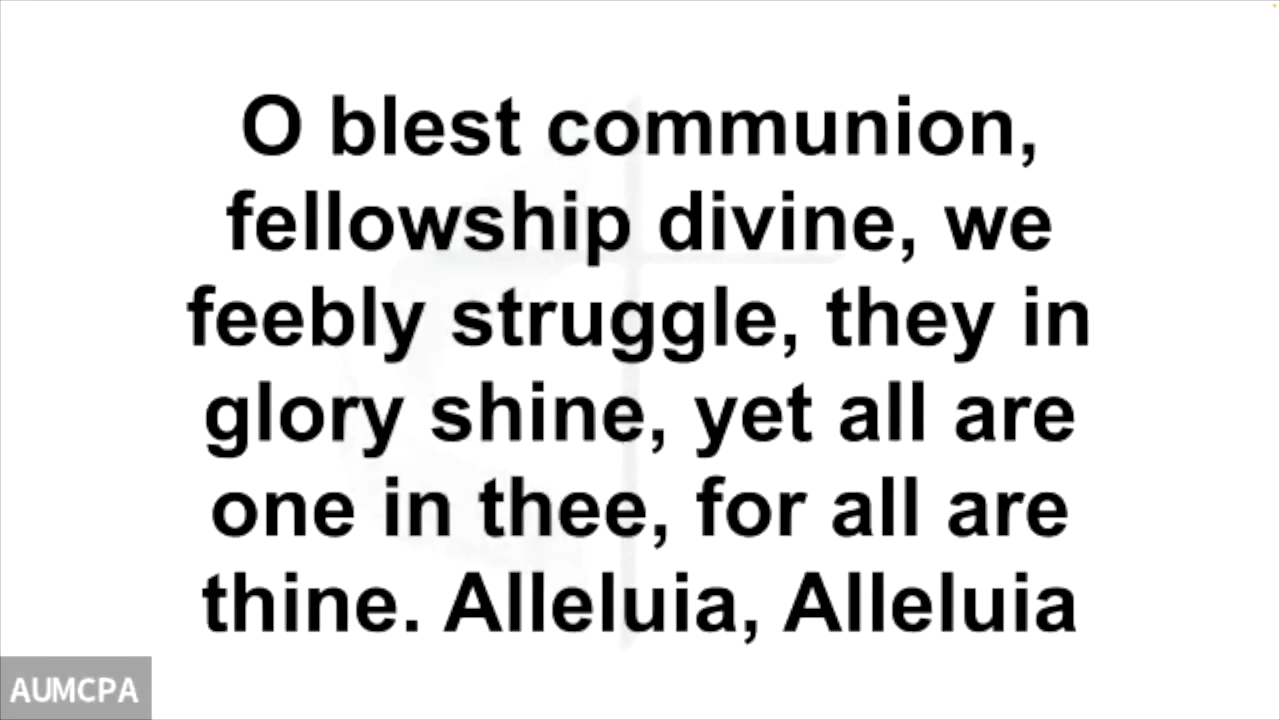 O blest communion,
fellowship divine, we
feebly struggle, they in
glory shine, yet all are
one in thee, for all are
thine. Alleluia, Alleluia
AUMCPA